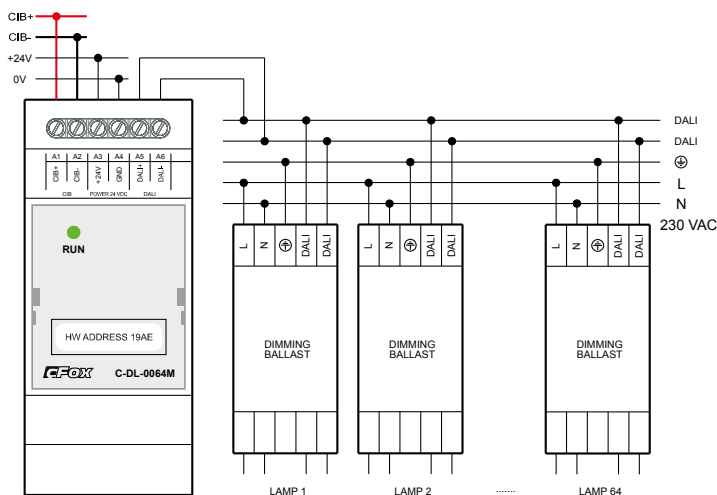 CIB+
CIB-
+24V
0V
A1 A2 A3 A4 A5 A6
CIB+ CIB- +24V GND DALI+ DALI-
CIB POWER 24 VDC DALI
RUN
HW ADDRESS 19AE
CFOX C-DL-0064M
DALI
DALI
L
N
230 VAC
L N DALI DALI
DIMMING
BALLAST
LAMP 1
L N DALI DALI
DIMMING
BALLAST
LAMP 2
.......
L N DALI DALI
DIMMING
BALLAST
LAMP 64